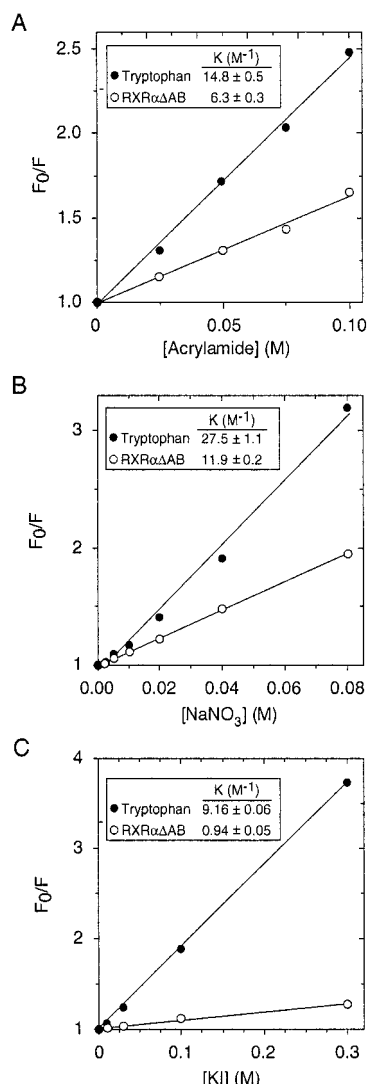 A
K (M⁻¹)
● Tryptophan 14.8 ± 0.5
○ RXRαΔAB 6.3 ± 0.3
2.5
2.0
1.5
1.0
F₀/F
0 0.05 0.10
[Acrylamide] (M)
B
K (M⁻¹)
● Tryptophan 27.5 ± 1.1
○ RXRαΔAB 11.9 ± 0.2
3
2
1
F₀/F
0.00 0.02 0.04 0.06 0.08
[NaNO₃] (M)
C
K (M⁻¹)
● Tryptophan 9.16 ± 0.06
○ RXRαΔAB 0.94 ± 0.05
4
3
2
1
F₀/F
0 0.1 0.2 0.3
[KI] (M)